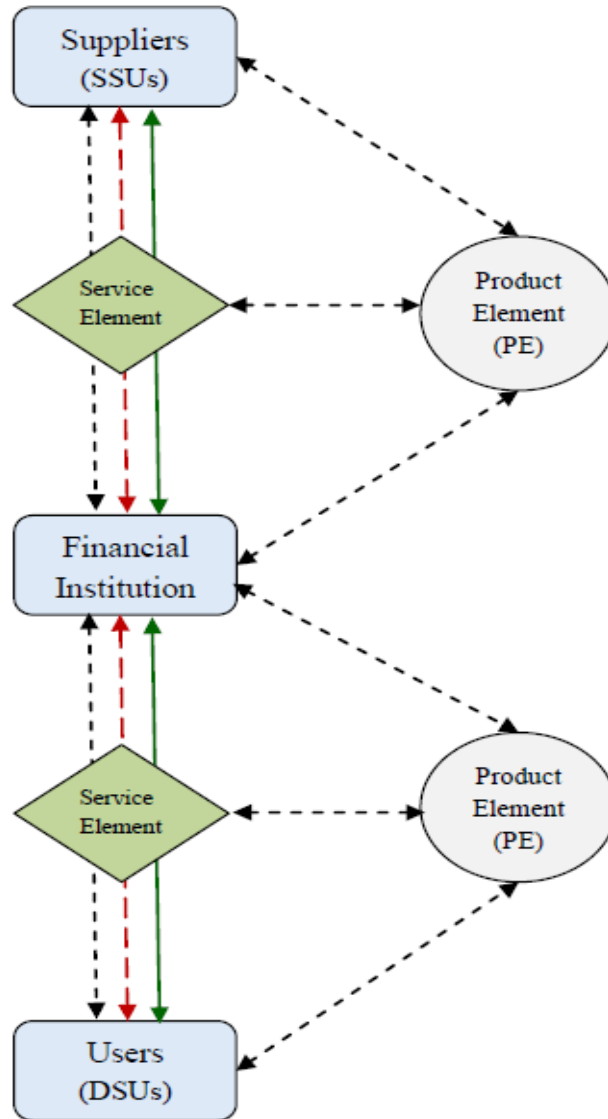 Suppliers
(SSUs)
Service
Element
Product
Element
(PE)
Financial
Institution
Service
Element
Product
Element
(PE)
Users
(DSUs)